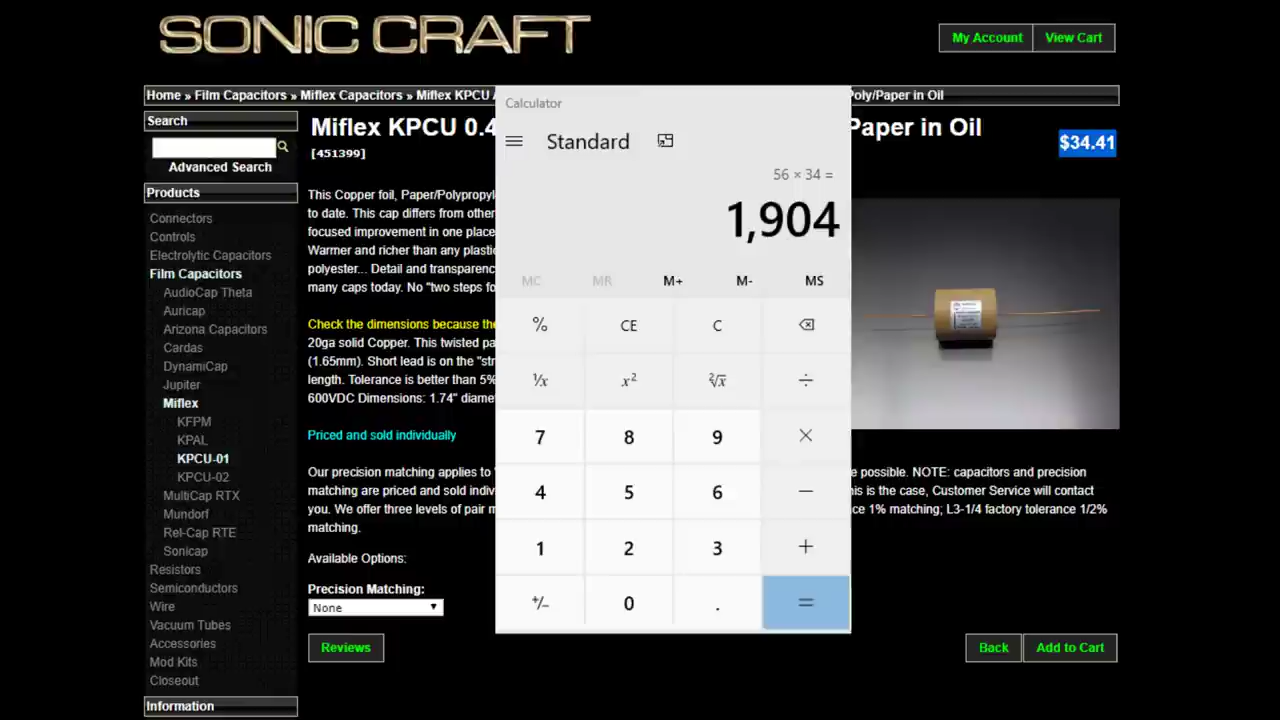 SONIC CRAFT
My Account
View Cart
Home » Film Capacitors » Miflex Capacitors » Miflex KPCU
Poly/Paper in Oil
Search
Advanced Search
Products
Connectors
Controls
Electrolytic Capacitors
Film Capacitors
AudioCap Theta
Auricap
Arizona Capacitors
Cardas
DynamiCap
Jupiter
Miflex
KFPM
KPAL
KPCU-01
KPCU-02
MultiCap RTX
Mundorf
Rel-Cap RTE
Sonicap
Resistors
Semiconductors
Wire
Vacuum Tubes
Accessories
Mod Kits
Closeout
Information
Miflex KPCU 0.4
Paper in Oil
[451399]
$34.41
This Copper foil, Paper/Polypropyl
to date. This cap differs from other
focused improvement in one place
Warmer and richer than any plastic
polyester... Detail and transparenc
many caps today. No "two steps fo
Check the dimensions because the
20ga solid Copper. This twisted pa
(1.65mm). Short lead is on the "str
length. Tolerance is better than 5%
600VDC Dimensions: 1.74" diame
Priced and sold individually
Our precision matching applies to
e possible. NOTE: capacitors and precision
matching are priced and sold indiv
his is the case, Customer Service will contact
you. We offer three levels of pair m
ce 1% matching; L3-1/4 factory tolerance 1/2%
matching.
Available Options:
Precision Matching:
None
Reviews
Back
Add to Cart
Calculator
Standard
56 × 34 =
1,904
MC MR M+ M- MS
% CE C
¹/x x² ²√x ÷
7 8 9 ×
4 5 6 −
1 2 3 +
+/− 0 . =